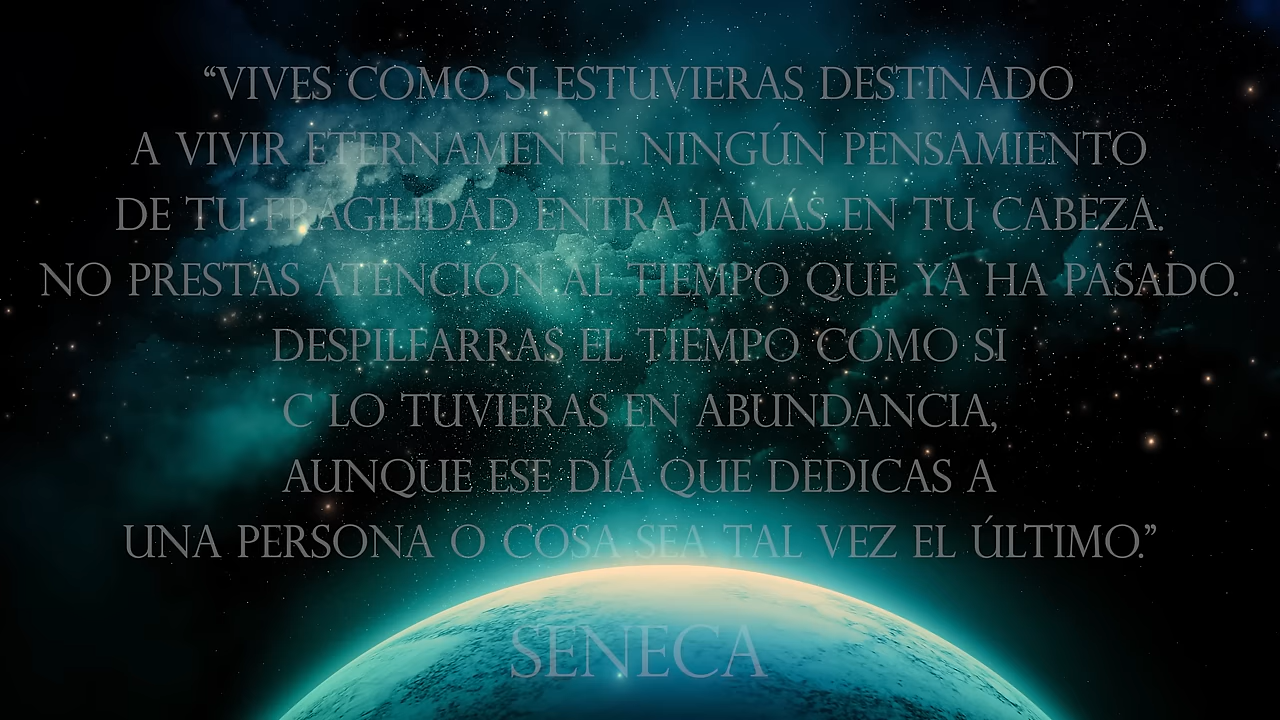 “VIVES COMO SI ESTUVIERAS DESTINADO
A VIVIR ETERNAMENTE. NINGÚN PENSAMIENTO
DE TU FRAGILIDAD ENTRA JAMÁS EN TU CABEZA.
NO PRESTAS ATENCIÓN AL TIEMPO QUE YA HA PASADO.
DESPILFARRAS EL TIEMPO COMO SI
C LO TUVIERAS EN ABUNDANCIA,
AUNQUE ESE DÍA QUE DEDICAS A
UNA PERSONA O COSA SEA TAL VEZ EL ÚLTIMO.”
SENECA